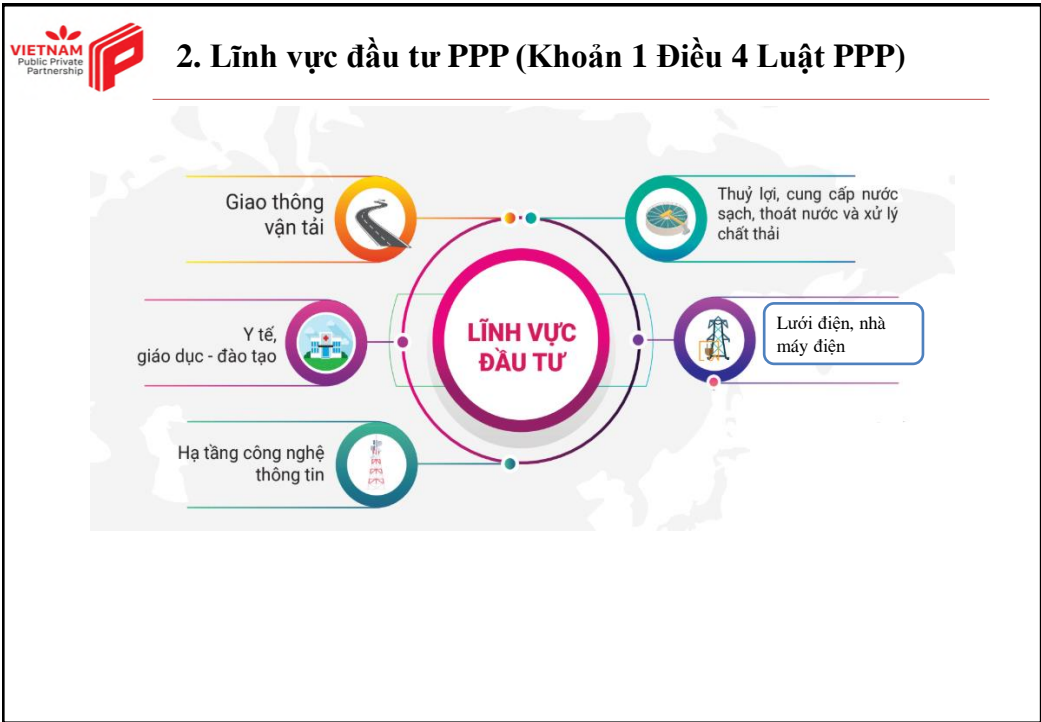 VIETNAM
Public Private
Partnership
2. Lĩnh vực đầu tư PPP (Khoản 1 Điều 4 Luật PPP)
Giao thông
vận tải
Thuỷ lợi, cung cấp nước
sạch, thoát nước và xử lý
chất thải
Y tế,
giáo dục - đào tạo
LĨNH VỰC
ĐẦU TƯ
Lưới điện, nhà
máy điện
Hạ tầng công nghệ
thông tin